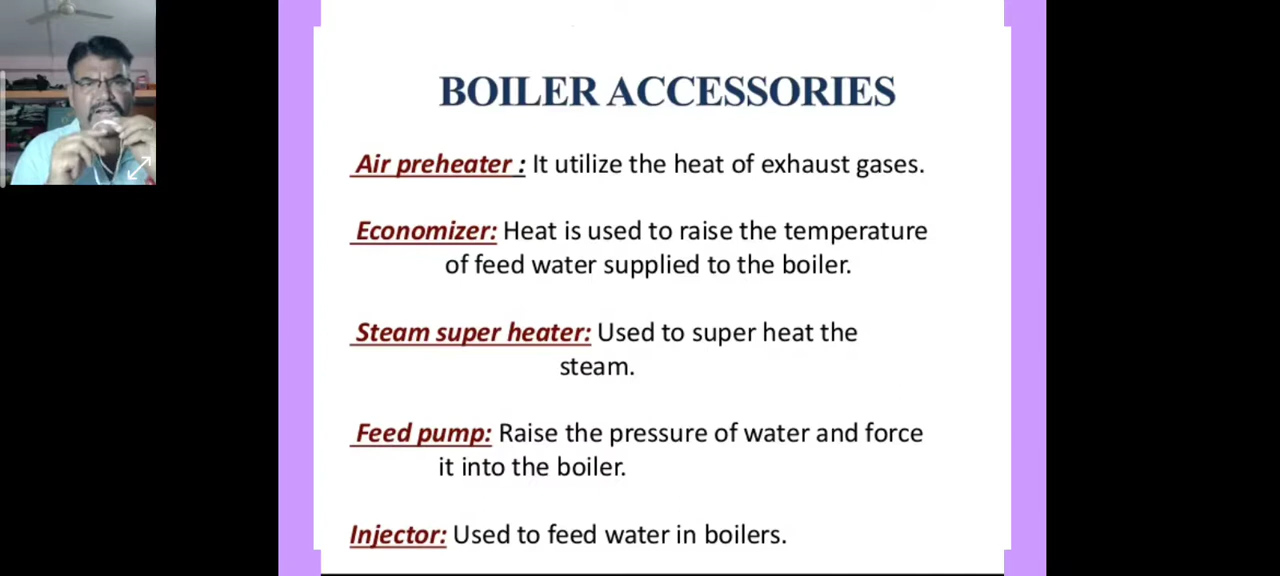 BOILER ACCESSORIES
Air preheater : It utilize the heat of exhaust gases.
Economizer: Heat is used to raise the temperature
of feed water supplied to the boiler.
Steam super heater: Used to super heat the
steam.
Feed pump: Raise the pressure of water and force
it into the boiler.
Injector: Used to feed water in boilers.